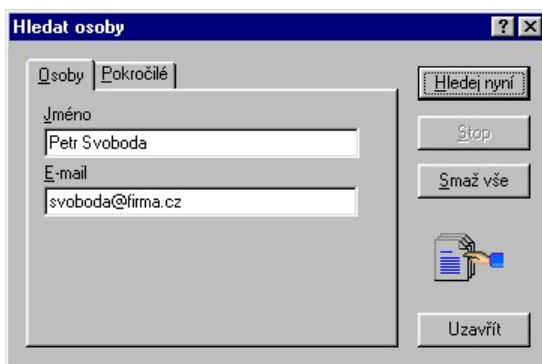 Hledat osoby
Osoby Pokročilé
Jméno
Petr Svoboda
E-mail
svoboda@firma.cz
Hledej nyní
Stop
Smaž vše
Uzavřít